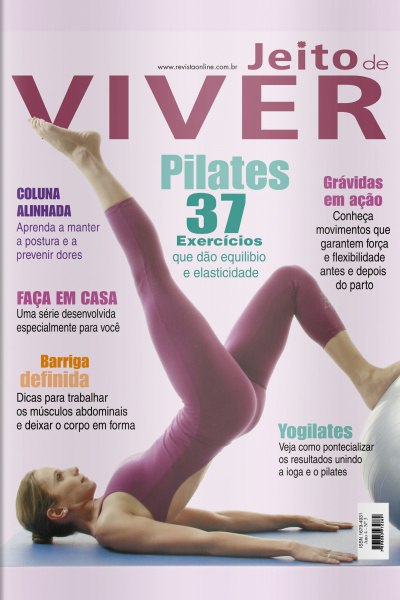 www.revistaonline.com.br
Jeito de
VIVER
Pilates
37
Exercícios
que dão equilibio
e elasticidade
COLUNA
ALINHADA
Aprenda a manter
a postura e a
prevenir dores
Grávidas
em ação
Conheça
movimentos que
garantem força
e flexibilidade
antes e depois
do parto
FAÇA EM CASA
Uma série desenvolvida
especialmente para você
Barriga
definida
Dicas para trabalhar
os músculos abdominais
e deixar o corpo em forma
Yogilates
Veja como pontecializar
os resultados unindo
a ioga e o pilates